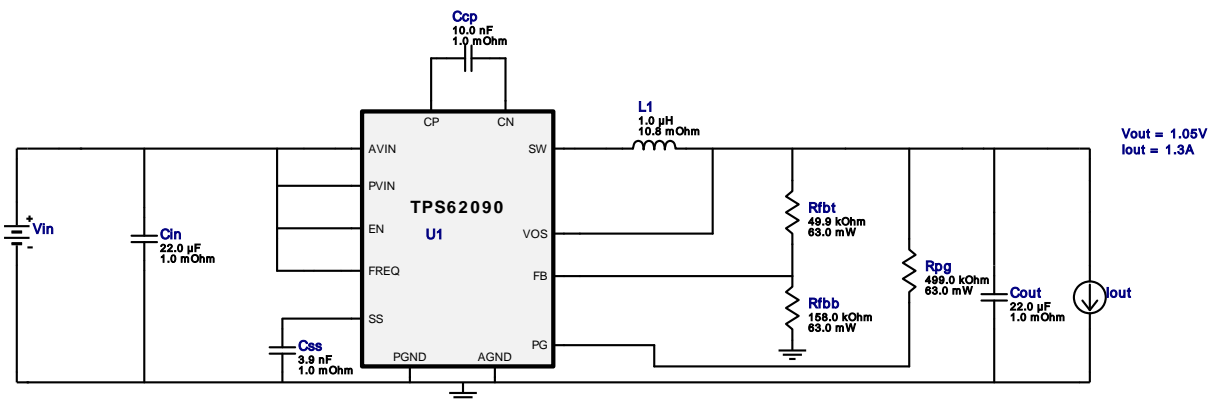 Ccp
10.0 nF
1.0 mOhm
CP
CN
L1
1.0 µH
10.8 mOhm
Vout = 1.05V
Iout = 1.3A
AVIN
SW
PVIN
TPS62090
U1
EN
VOS
FREQ
FB
SS
PG
PGND
AGND
+
Vin
-
Cin
22.0 µF
1.0 mOhm
Css
3.9 nF
1.0 mOhm
Rfbt
49.9 kOhm
63.0 mW
Rfbb
158.0 kOhm
63.0 mW
Rpg
499.0 kOhm
63.0 mW
Cout
22.0 µF
1.0 mOhm
Iout